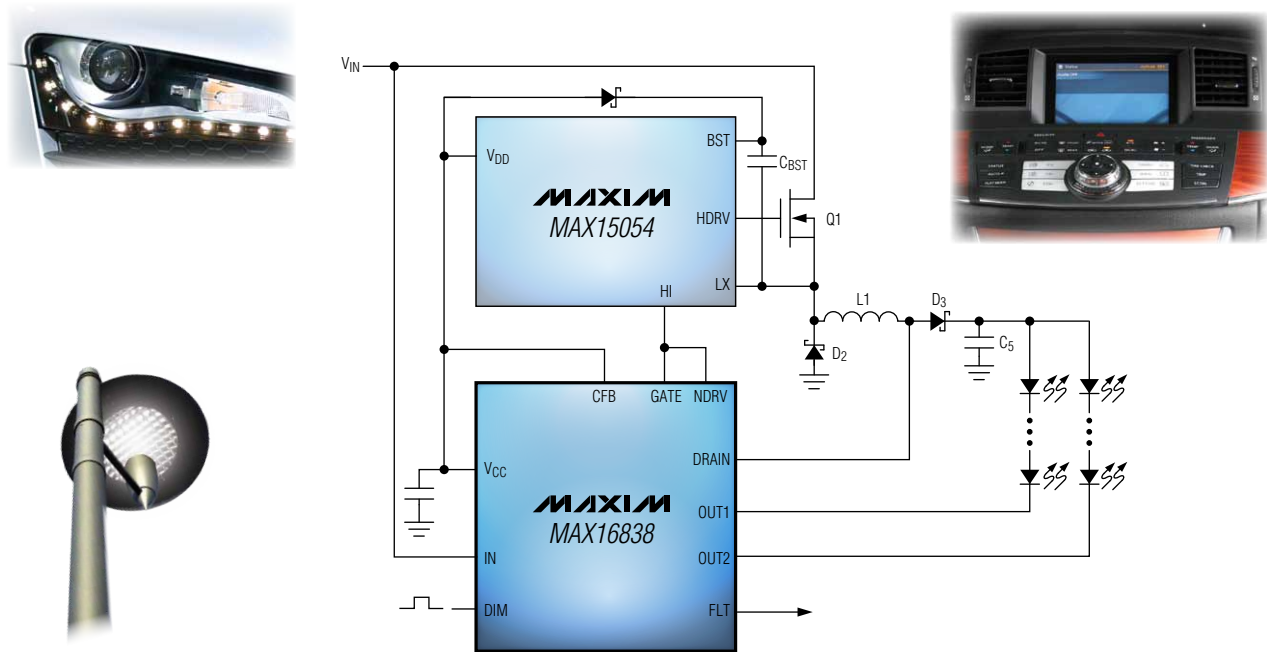 VIN
BST
VDD
CBST
MAXIM
MAX15054
HDRV
Q1
LX
HI
L1
D3
D2
C5
CFB
GATE
NDRV
DRAIN
VCC
MAXIM
MAX16838
OUT1
IN
OUT2
DIM
FLT